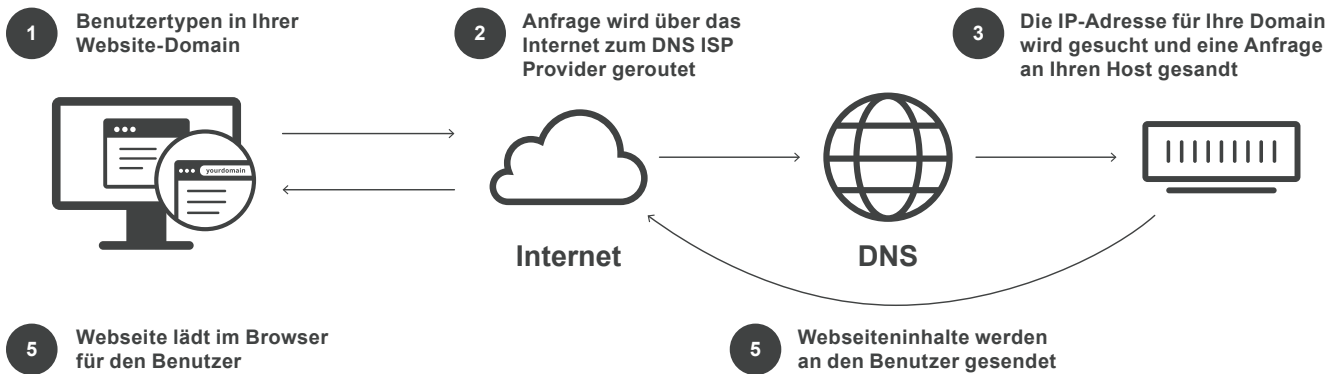 1
Benutzertypen in Ihrer
Website-Domain
2
Anfrage wird über das
Internet zum DNS ISP
Provider geroutet
3
Die IP-Adresse für Ihre Domain
wird gesucht und eine Anfrage
an Ihren Host gesandt
yourdomain
Internet
DNS
5
Webseite lädt im Browser
für den Benutzer
5
Webseiteninhalte werden
an den Benutzer gesendet